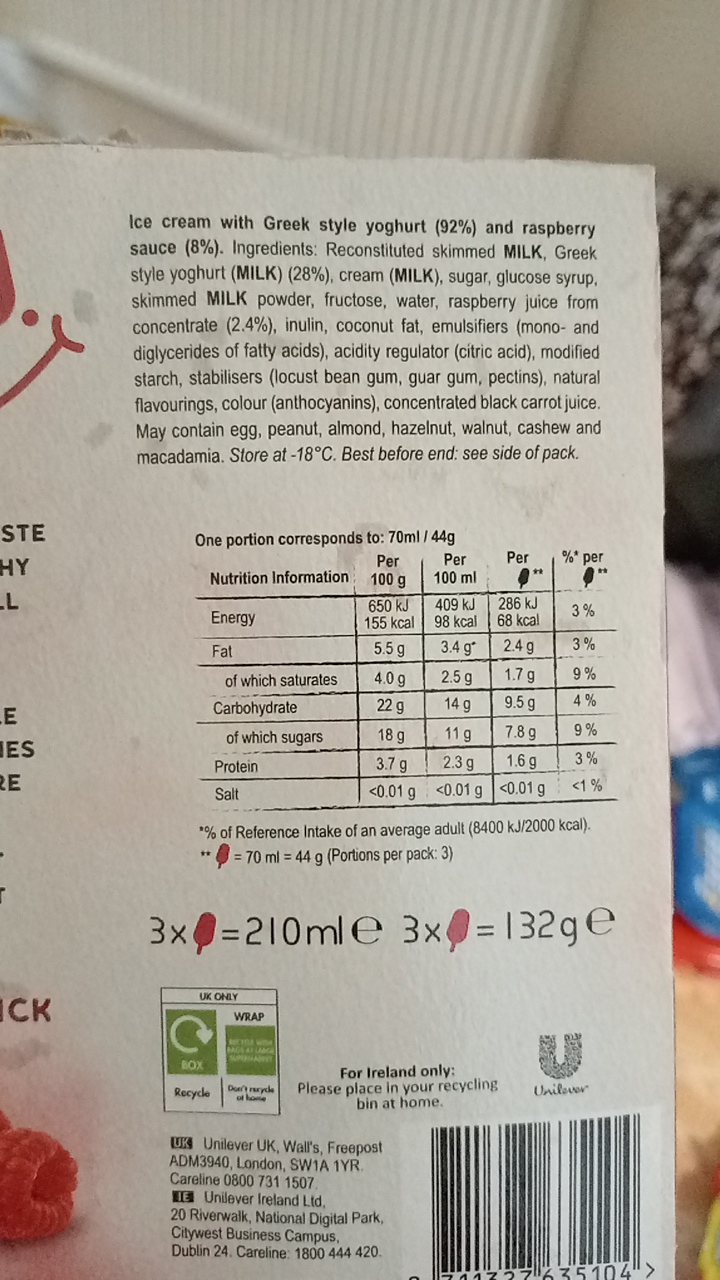 Ice cream with Greek style yoghurt (92%) and raspberry
sauce (8%). Ingredients: Reconstituted skimmed MILK, Greek
style yoghurt (MILK) (28%), cream (MILK), sugar, glucose syrup,
skimmed MILK powder, fructose, water, raspberry juice from
concentrate (2.4%), inulin, coconut fat, emulsifiers (mono- and
diglycerides of fatty acids), acidity regulator (citric acid), modified
starch, stabilisers (locust bean gum, guar gum, pectins), natural
flavourings, colour (anthocyanins), concentrated black carrot juice.
May contain egg, peanut, almond, hazelnut, walnut, cashew and
macadamia. Store at -18°C. Best before end: see side of pack.
STE
HY
LL
LE
IES
RE
T
ICK
One portion corresponds to: 70ml / 44g
Nutrition Information Per 100 g Per 100 ml Per ** %* per **
Energy 650 kJ 155 kcal 409 kJ 98 kcal 286 kJ 68 kcal 3 %
Fat 5.5 g 3.4 g 2.4 g 3 %
of which saturates 4.0 g 2.5 g 1.7 g 9 %
Carbohydrate 22 g 14 g 9.5 g 4 %
of which sugars 18 g 11 g 7.8 g 9 %
Protein 3.7 g 2.3 g 1.6 g 3 %
Salt <0.01 g <0.01 g <0.01 g <1 %
*% of Reference Intake of an average adult (8400 kJ/2000 kcal).
** = 70 ml = 44 g (Portions per pack: 3)
3x =210ml e 3x =132g e
UK ONLY
WRAP
BOX
Recycle
Don't recycle
at home
For Ireland only:
Please place in your recycling
bin at home.
Unilever
UK Unilever UK, Wall's, Freepost
ADM3940, London, SW1A 1YR.
Careline 0800 731 1507.
IE Unilever Ireland Ltd,
20 Riverwalk, National Digital Park,
Citywest Business Campus,
Dublin 24. Careline: 1800 444 420.